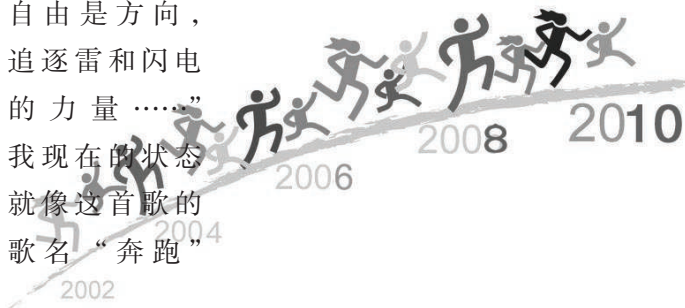 自由是方向，
追逐雷和闪电
的力量……”
我现在的状态
就像这首歌的
歌名“奔跑”
2002
2004
2006
2008
2010